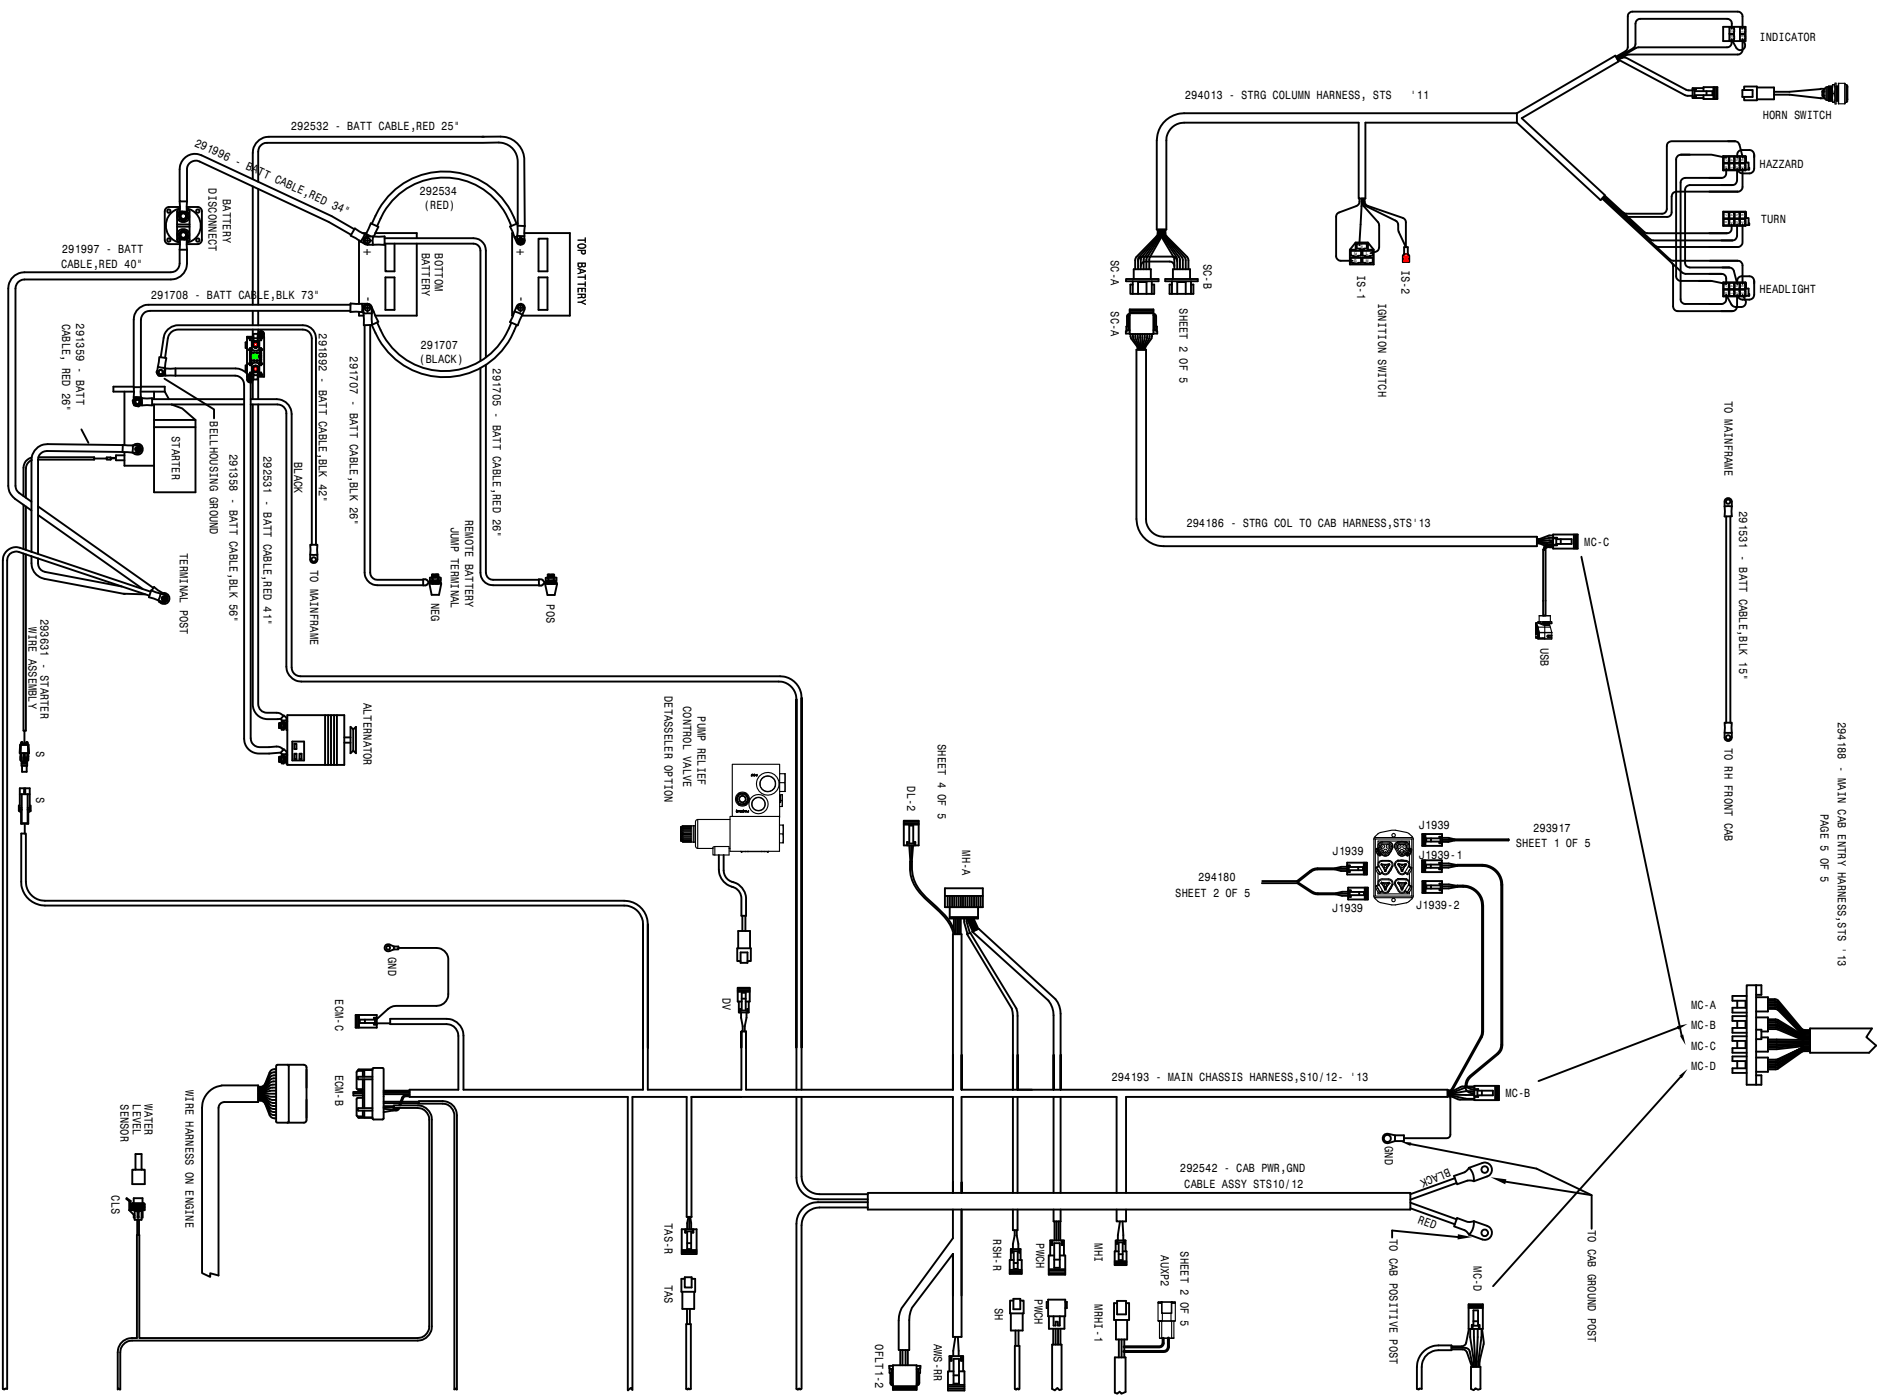 INDICATOR
HORN SWITCH
HAZZARD
TURN
HEADLIGHT
294013 - STRG COLUMN HARNESS, STS '11
IS-2
IS-1
IGNITION SWITCH
SC-B
SC-A
SHEET 2 OF 5
SC-A
294186 - STRG COL TO CAB HARNESS,STS'13
MC-C
USB
TO MAINFRAME
291531 - BATT CABLE,BLK 15"
TO RH FRONT CAB
294188 - MAIN CAB ENTRY HARNESS,STS '13
PAGE 5 OF 5
MC-A
MC-B
MC-C
MC-D
292532 - BATT CABLE,RED 25"
291996 - BATT CABLE,RED 34"
BATTERY
DISCONNECT
291997 - BATT
CABLE,RED 40"
292534
(RED)
TOP BATTERY
+
-
BOTTOM
BATTERY
+
-
291708 - BATT CABLE,BLK 73"
291707
(BLACK)
291359 - BATT
CABLE, RED 26"
291892 - BATT CABLE,BLK 42"
291707 - BATT CABLE,BLK 26"
291705 - BATT CABLE,RED 26"
STARTER
BELLHOUSING GROUND
291358 - BATT CABLE,BLK 56"
292531 - BATT CABLE,RED 41"
BLACK
TO MAINFRAME
REMOTE BATTERY
JUMP TERMINAL
NEG
POS
TERMINAL POST
293631 - STARTER
WIRE ASSEMBLY
S
S
ALTERNATOR
PUMP RELIEF
CONTROL VALVE
DETASSELER OPTION
DV
SHEET 4 OF 5
DL-2
MH-A
J1939
293917
SHEET 1 OF 5
J1939
J1939-1
294180
SHEET 2 OF 5
J1939
J1939-2
GND
ECM-C
ECM-B
WIRE HARNESS ON ENGINE
WATER
LEVEL
SENSOR
CLS
294193 - MAIN CHASSIS HARNESS,S10/12- '13
MC-B
GND
292542 - CAB PWR,GND
CABLE ASSY STS10/12
BLACK
RED
TO CAB GROUND POST
TO CAB POSITIVE POST
MC-D
TAS-R
TAS
RSH-R
SH
PWCH
PWCH
MHI
MRHI-1
SHEET 2 OF 5
AUXP2
OFLT1-2
AWS-RR